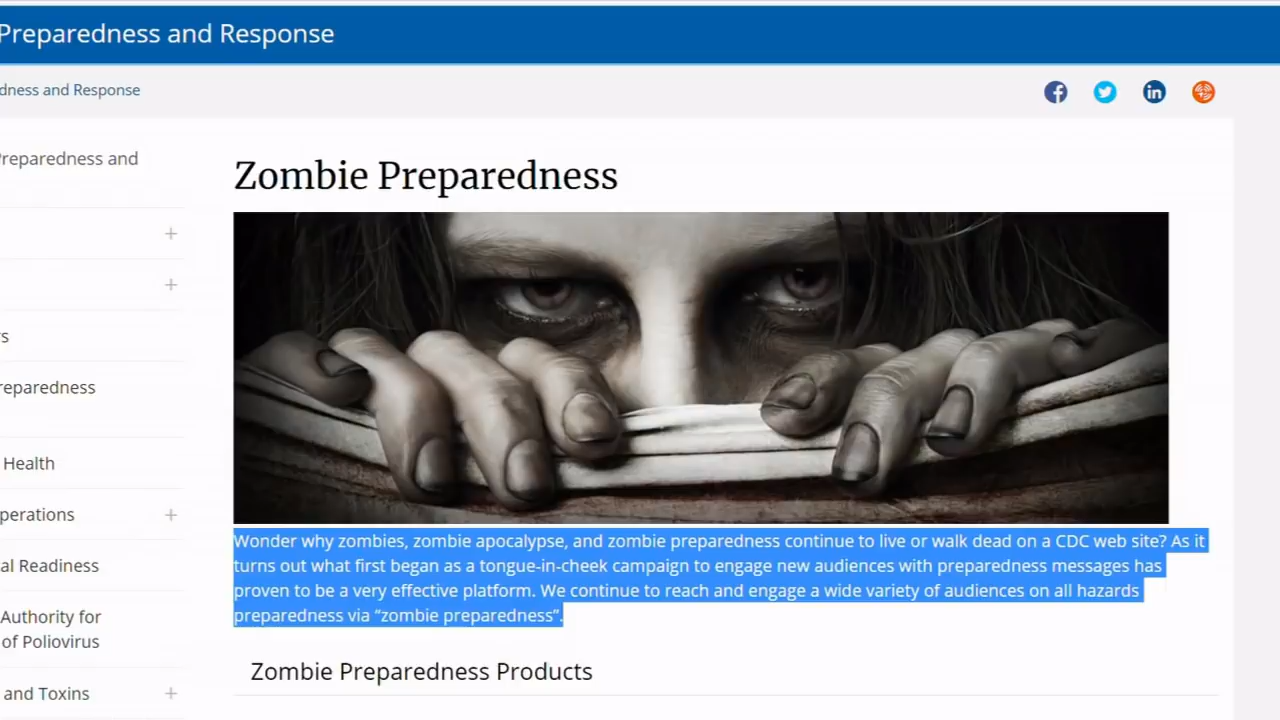 Preparedness and Response
dness and Response
Preparedness and
Zombie Preparedness
s
reparedness
Health
perations
al Readiness
Authority for
of Poliovirus
and Toxins
Wonder why zombies, zombie apocalypse, and zombie preparedness continue to live or walk dead on a CDC web site? As it
turns out what first began as a tongue-in-cheek campaign to engage new audiences with preparedness messages has
proven to be a very effective platform. We continue to reach and engage a wide variety of audiences on all hazards
preparedness via “zombie preparedness”.
Zombie Preparedness Products